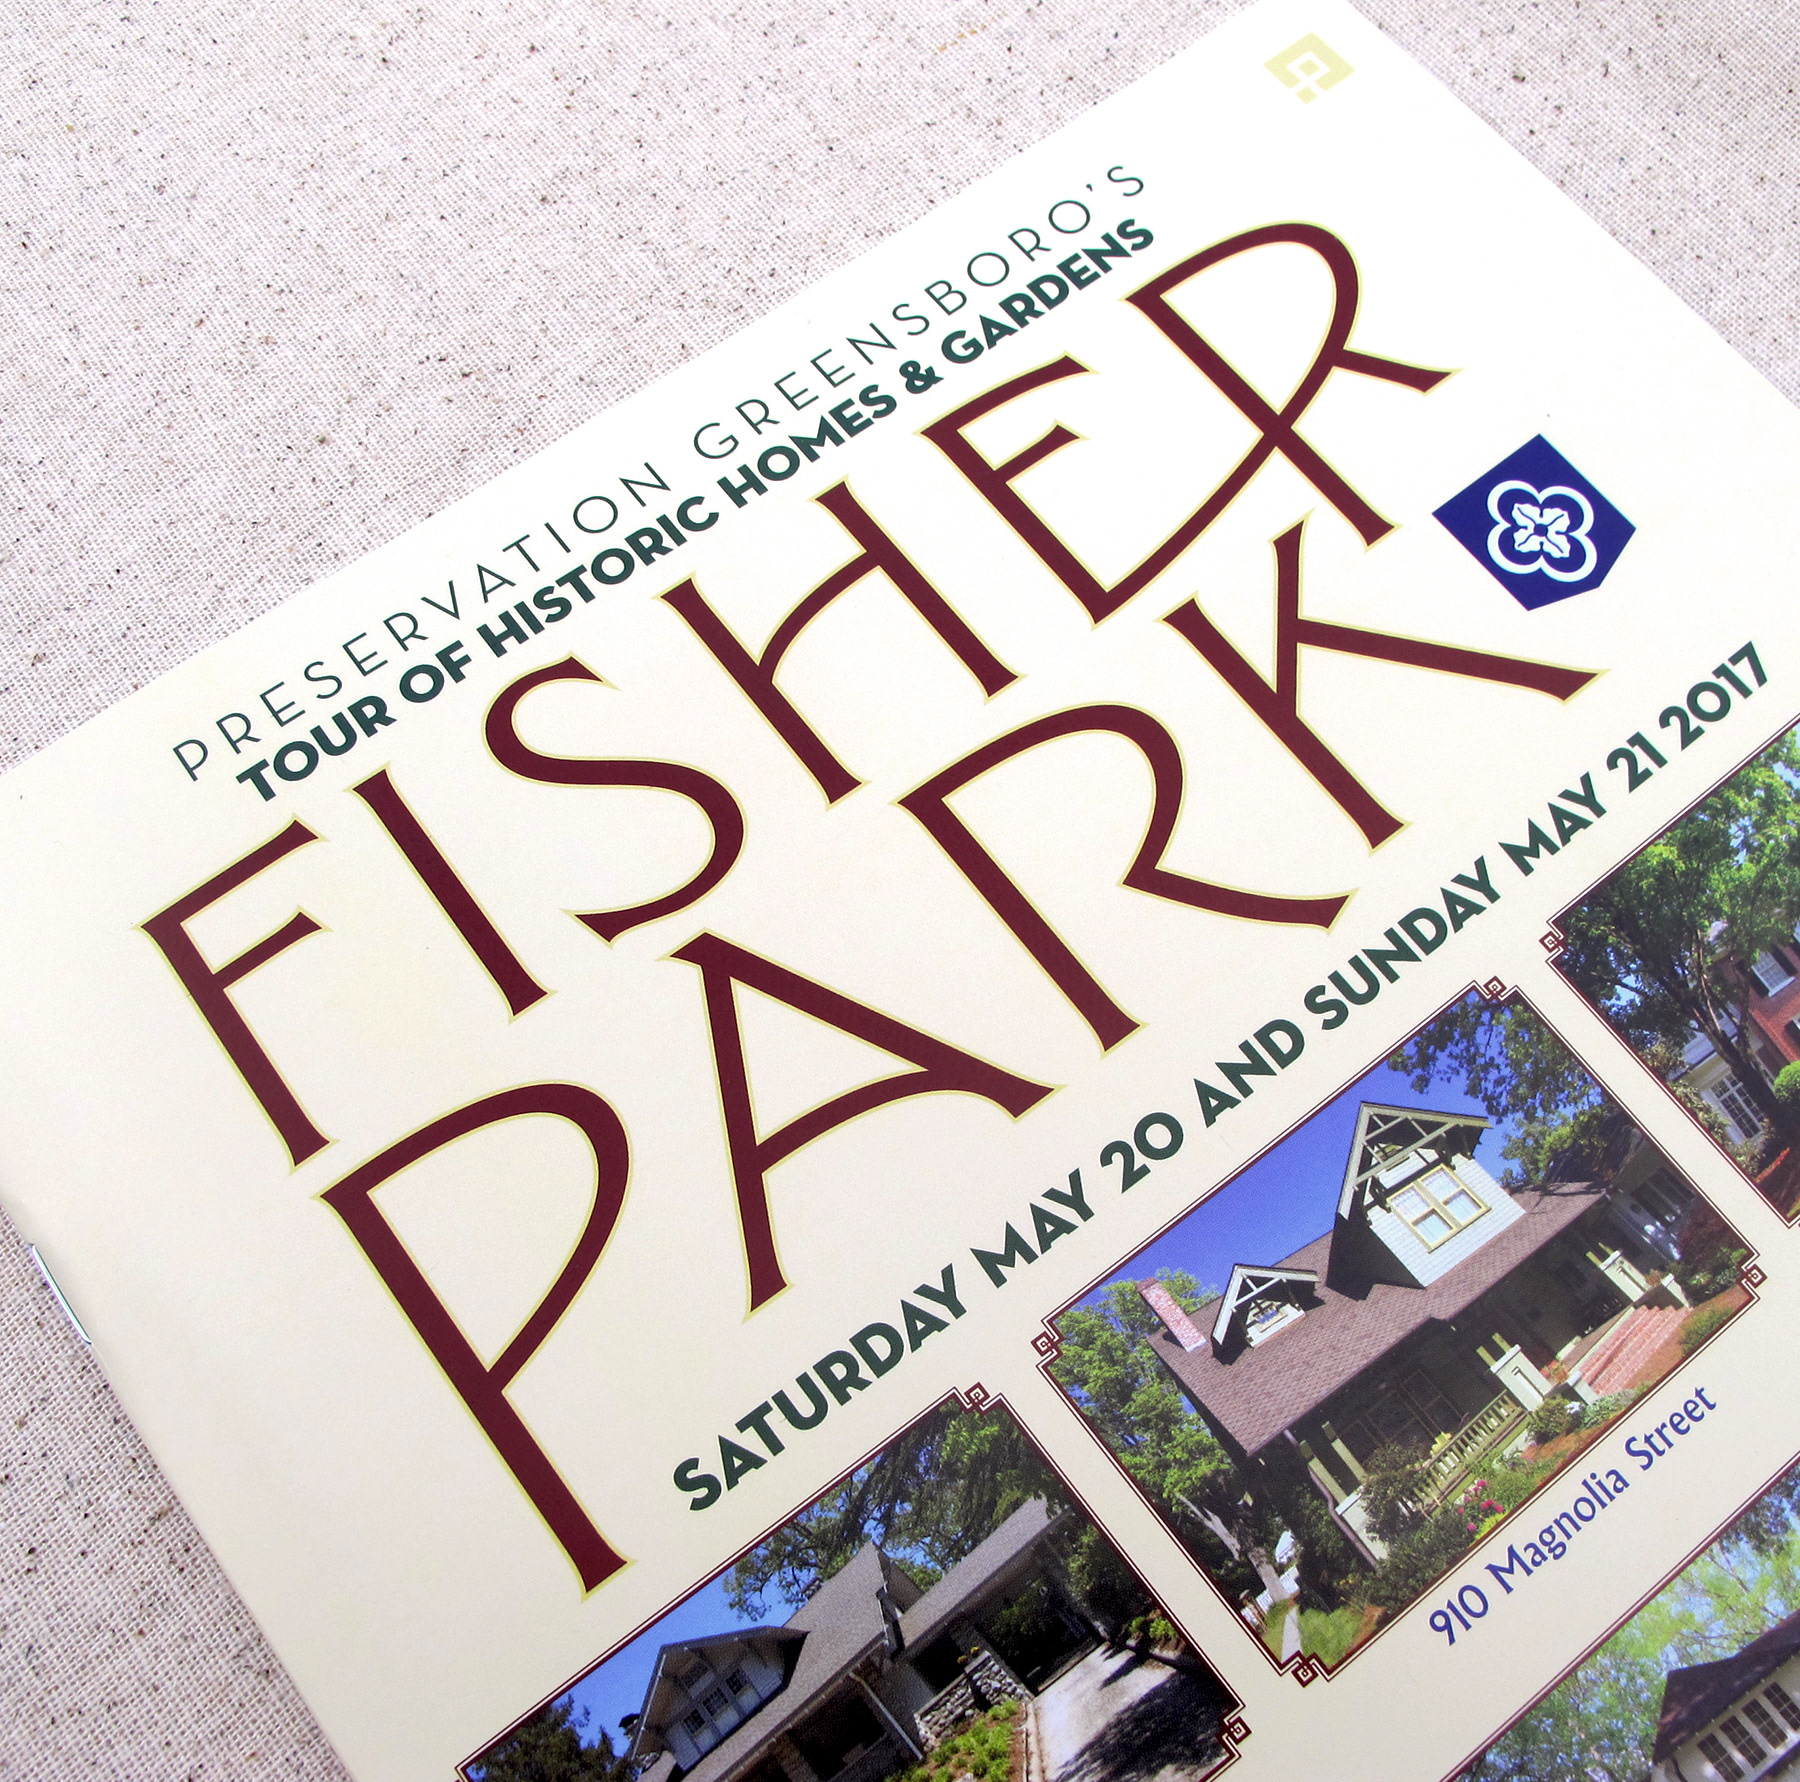 PRESERVATION GREENSBORO'S
TOUR OF HISTORIC HOMES & GARDENS
FISHER
PARK
SATURDAY MAY 20 AND SUNDAY MAY 21 2017
910 Magnolia Street